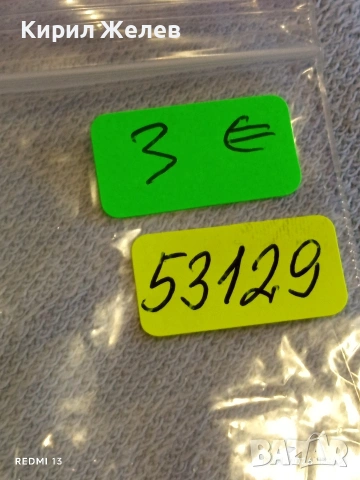 Кирил Желев
3 €
53129
REDMI 13
BAZAR